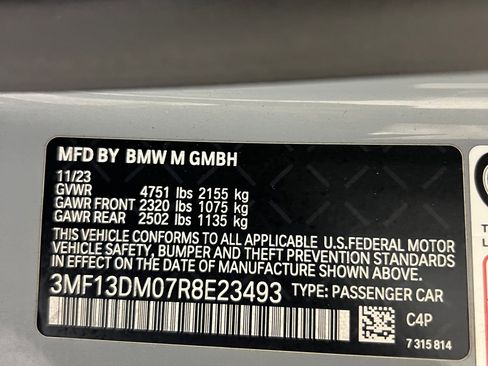 MFD BY BMW M GMBH
11/23
GVWR 4751 lbs 2155 kg
GAWR FRONT 2320 lbs 1075 kg
GAWR REAR 2502 lbs 1135 kg
THIS VEHICLE CONFORMS TO ALL APPLICABLE U.S.FEDERAL MOTOR
VEHICLE SAFETY, BUMPER AND THEFT PREVENTION STANDARDS
IN EFFECT ON THE DATE OF MANUFACTURE SHOWN ABOVE.
3MF13DM07R8E23493 TYPE: PASSENGER CAR
C4P
7 315 814